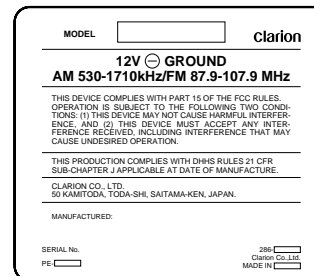 MODEL
clarion
12V ⊖ GROUND
AM 530-1710kHz/FM 87.9-107.9 MHz
THIS DEVICE COMPLIES WITH PART 15 OF THE FCC RULES.
OPERATION IS SUBJECT TO THE FOLLOWING TWO CONDI-
TIONS: (1) THIS DEVICE MAY NOT CAUSE HARMFUL INTERFER-
ENCE, AND (2) THIS DEVICE MUST ACCEPT ANY INTER-
FERENCE RECEIVED, INCLUDING INTERFERENCE THAT MAY
CAUSE UNDESIRED OPERATION.
THIS PRODUCTION COMPLIES WITH DHHS RULES 21 CFR
SUB-CHAPTER J APPLICABLE AT DATE OF MANUFACTURE.
CLARION CO., LTD.
50 KAMITODA, TODA-SHI, SAITAMA-KEN, JAPAN.
MANUFACTURED:
SERIAL No.
PE-
286-
Clarion Co.,Ltd.
MADE IN